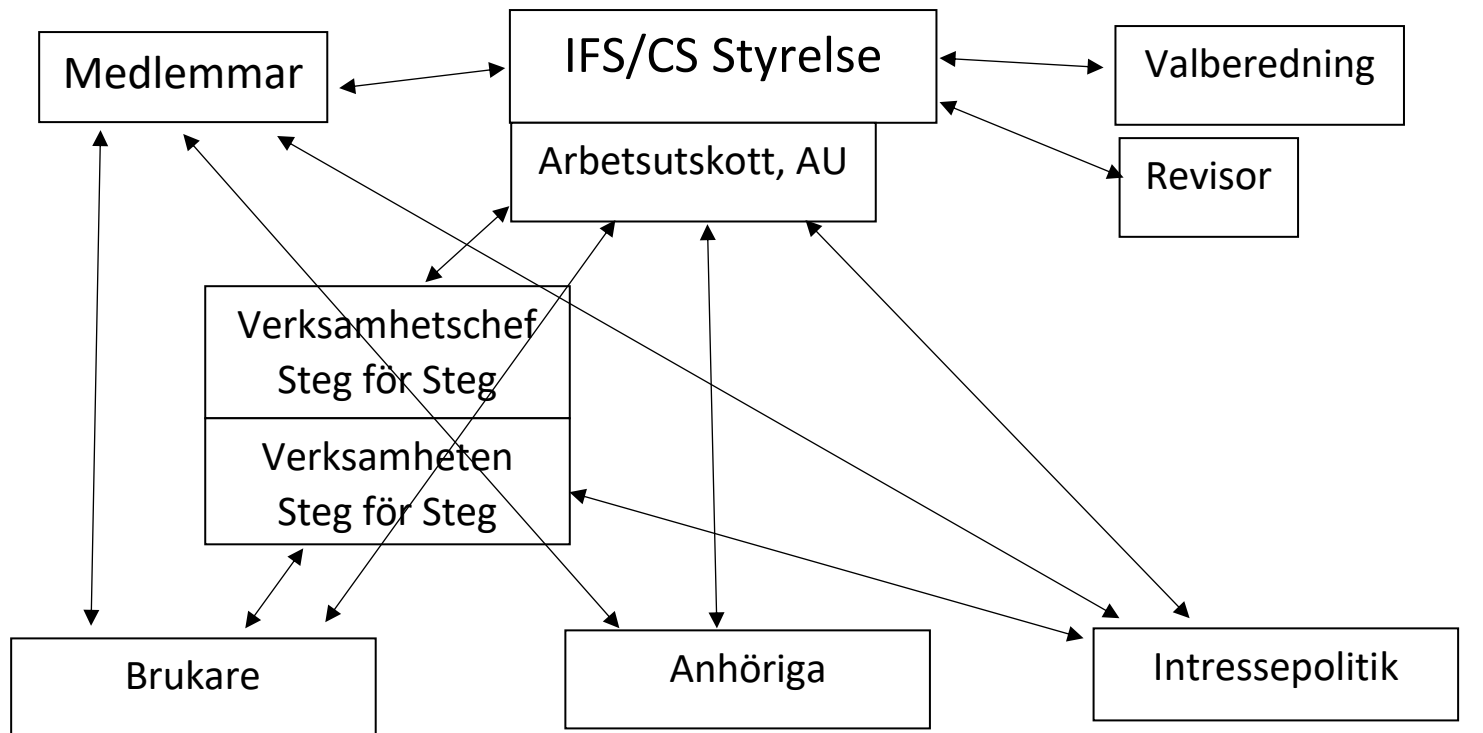 Medlemmar
IFS/CS Styrelse
Valberedning
Arbetsutskott, AU
Revisor
Verksamhetschef
Steg för Steg
Verksamheten
Steg för Steg
Brukare
Anhöriga
Intressepolitik